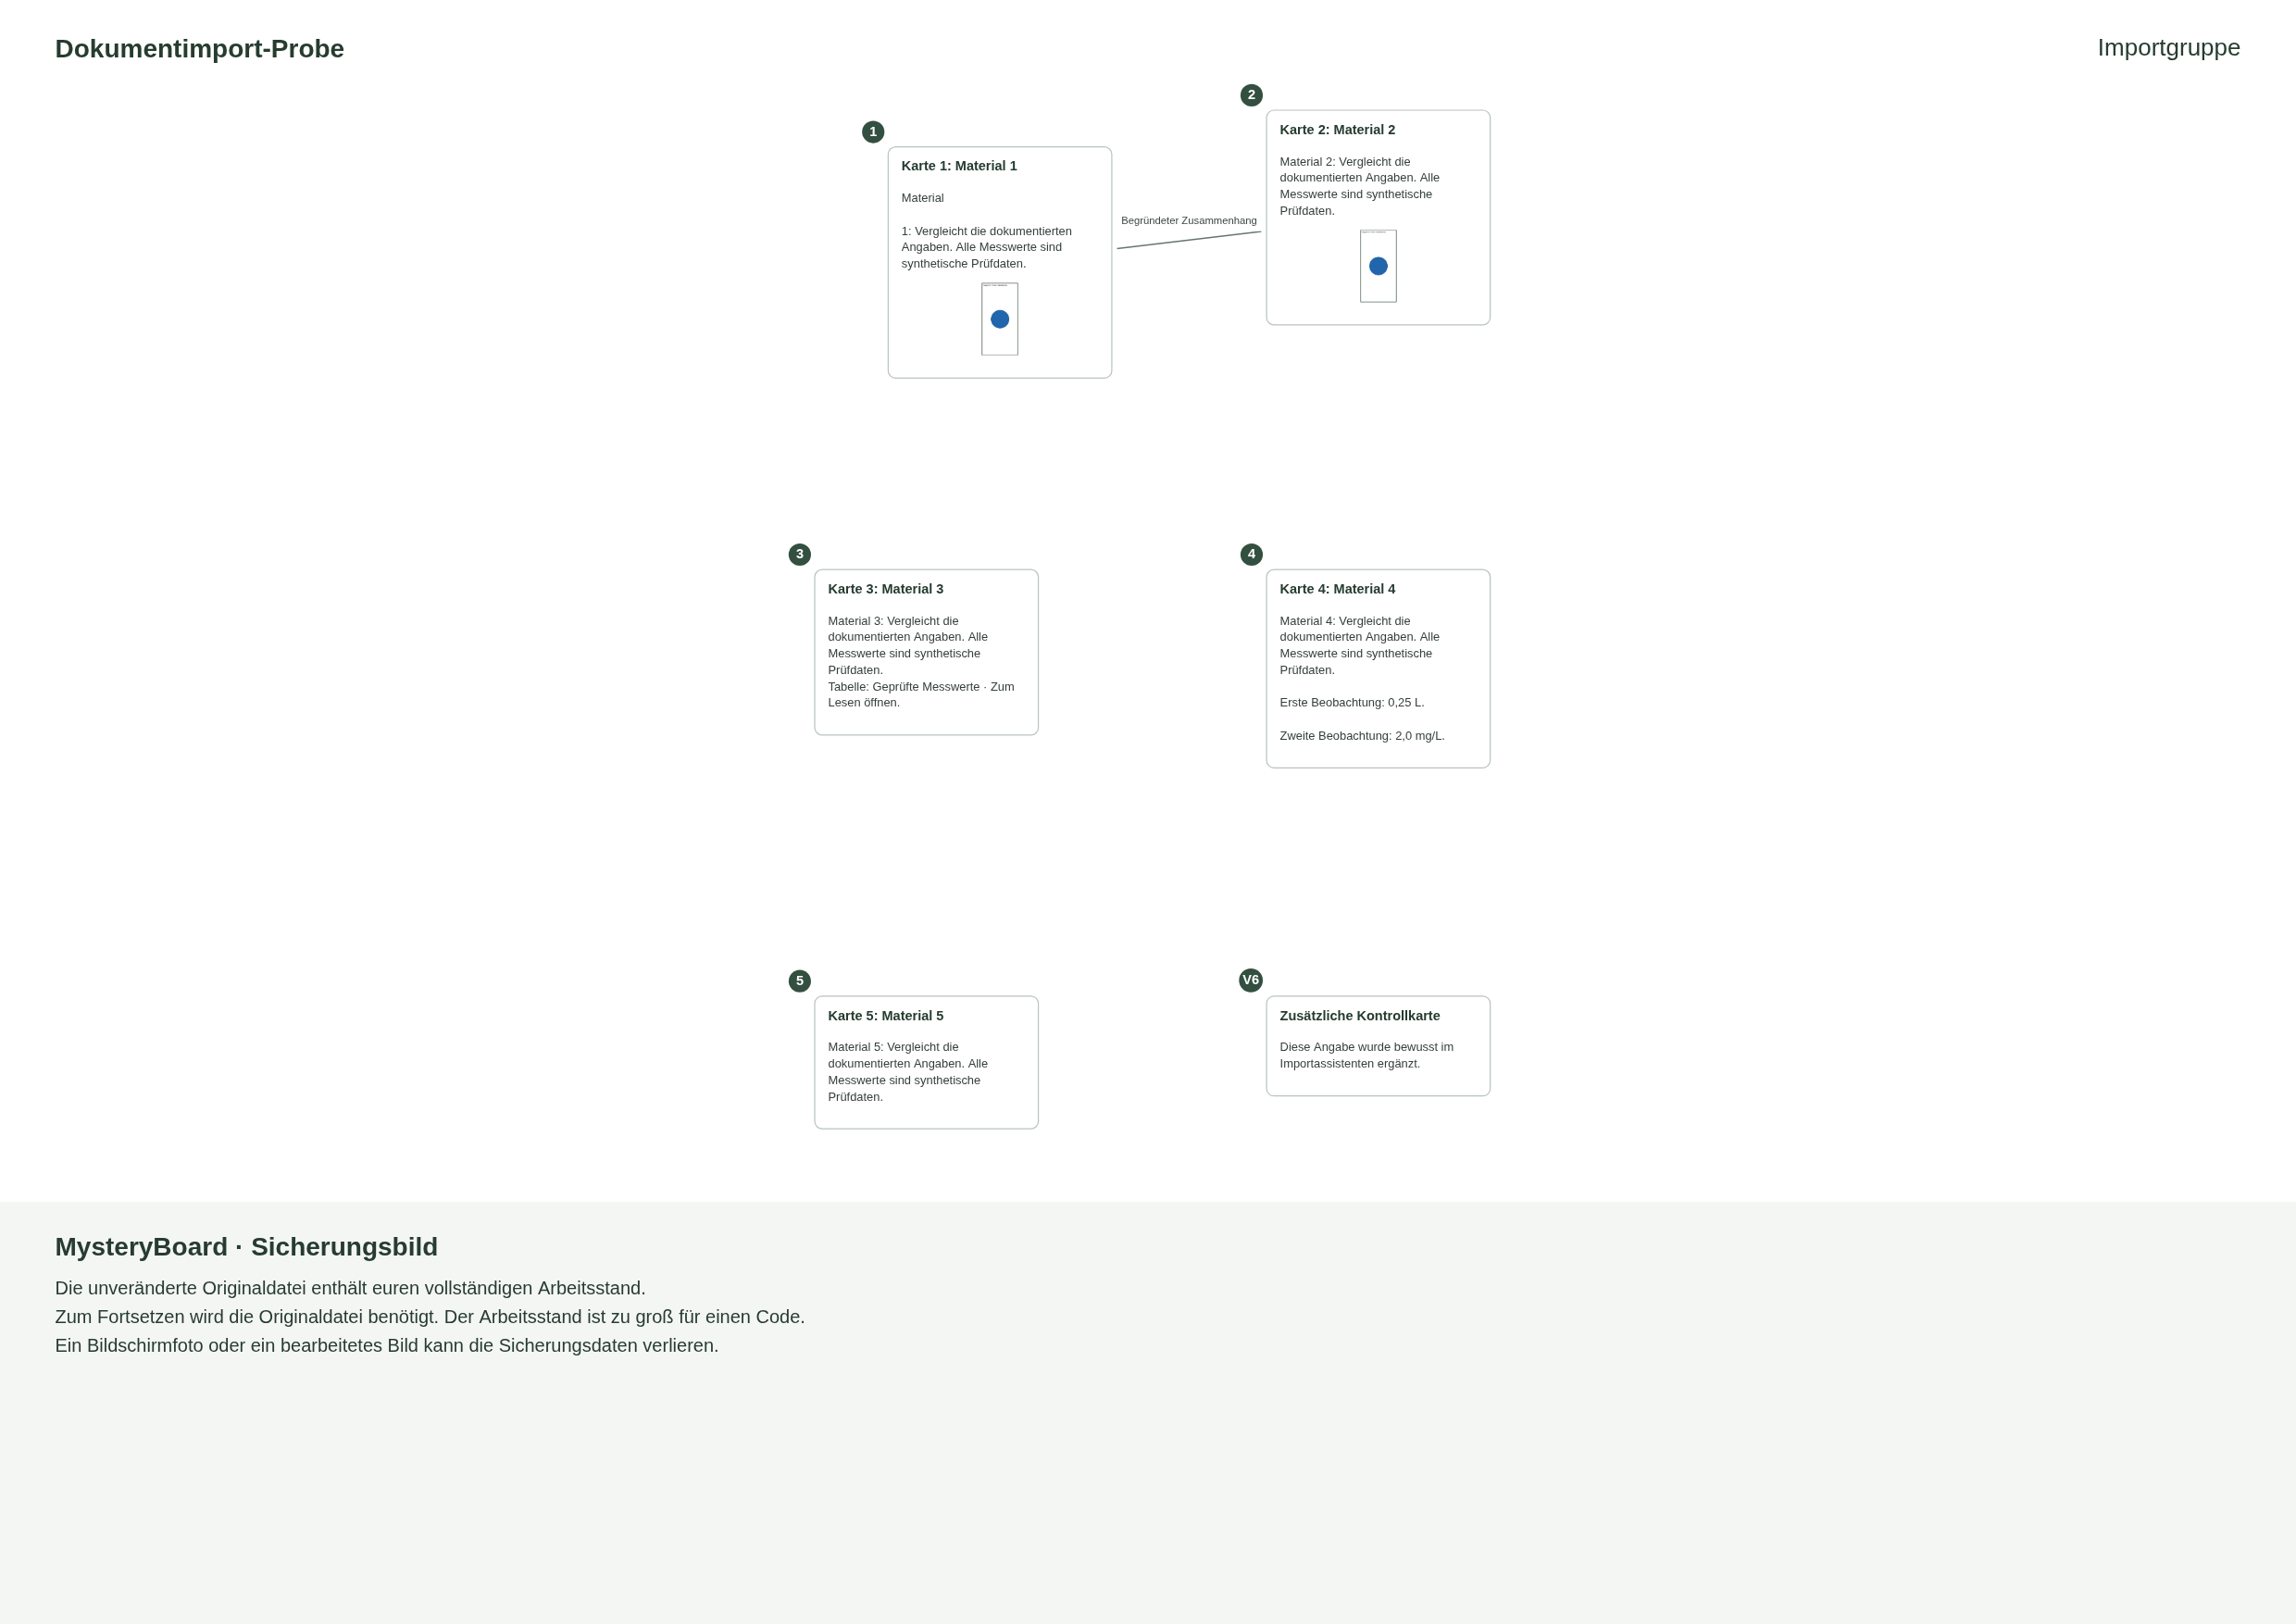 Dokumentimport-Probe
Importgruppe
1
Karte 1: Material 1
Material
1: Vergleicht die dokumentierten
Angaben. Alle Messwerte sind
synthetische Prüfdaten.
Begründeter Zusammenhang
2
Karte 2: Material 2
Material 2: Vergleicht die
dokumentierten Angaben. Alle
Messwerte sind synthetische
Prüfdaten.
3
Karte 3: Material 3
Material 3: Vergleicht die
dokumentierten Angaben. Alle
Messwerte sind synthetische
Prüfdaten.
Tabelle: Geprüfte Messwerte · Zum
Lesen öffnen.
4
Karte 4: Material 4
Material 4: Vergleicht die
dokumentierten Angaben. Alle
Messwerte sind synthetische
Prüfdaten.
Erste Beobachtung: 0,25 L.
Zweite Beobachtung: 2,0 mg/L.
5
Karte 5: Material 5
Material 5: Vergleicht die
dokumentierten Angaben. Alle
Messwerte sind synthetische
Prüfdaten.
V6
Zusätzliche Kontrollkarte
Diese Angabe wurde bewusst im
Importassistenten ergänzt.
MysteryBoard · Sicherungsbild
Die unveränderte Originaldatei enthält euren vollständigen Arbeitsstand.
Zum Fortsetzen wird die Originaldatei benötigt. Der Arbeitsstand ist zu groß für einen Code.
Ein Bildschirmfoto oder ein bearbeitetes Bild kann die Sicherungsdaten verlieren.